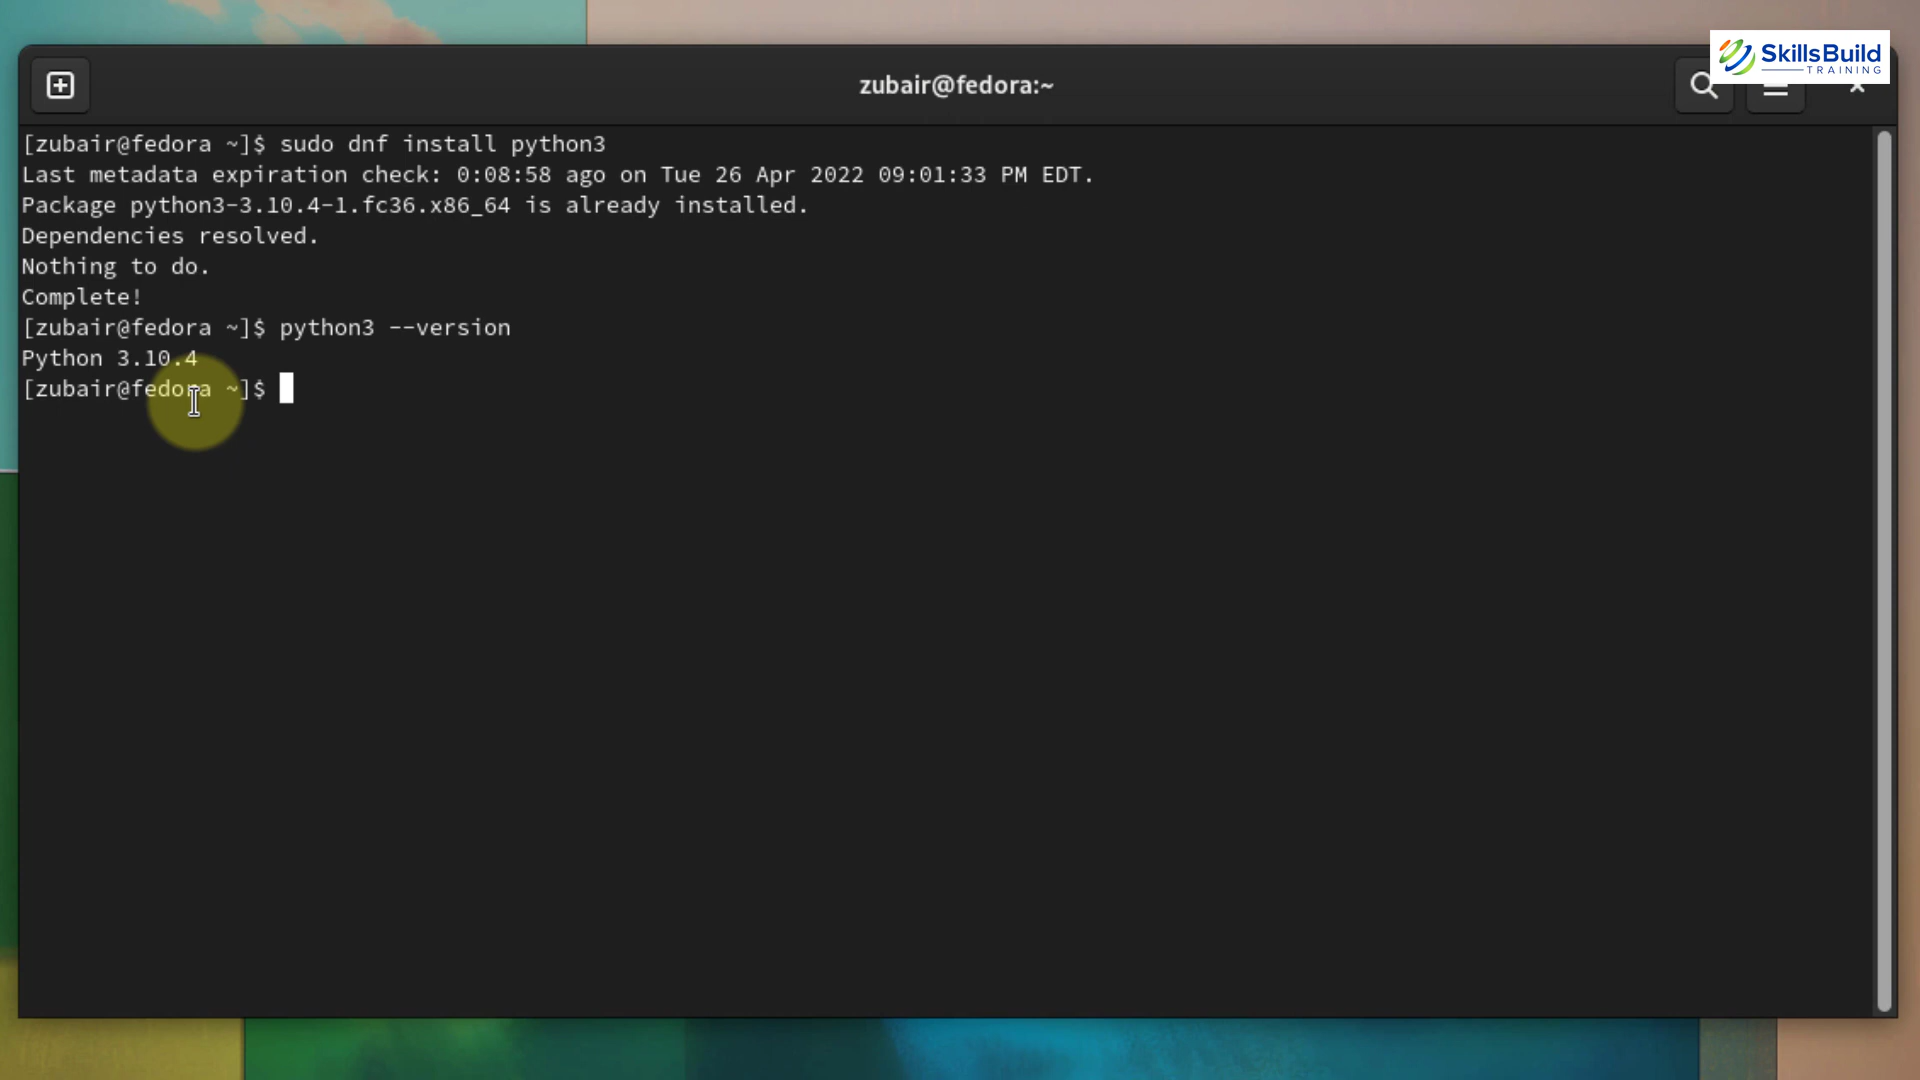 SkillsBuild
TRAINING
zubair@fedora:~
[zubair@fedora ~]$ sudo dnf install python3
Last metadata expiration check: 0:08:58 ago on Tue 26 Apr 2022 09:01:33 PM EDT.
Package python3-3.10.4-1.fc36.x86_64 is already installed.
Dependencies resolved.
Nothing to do.
Complete!
[zubair@fedora ~]$ python3 --version
Python 3.10.4
[zubair@fedora ~]$